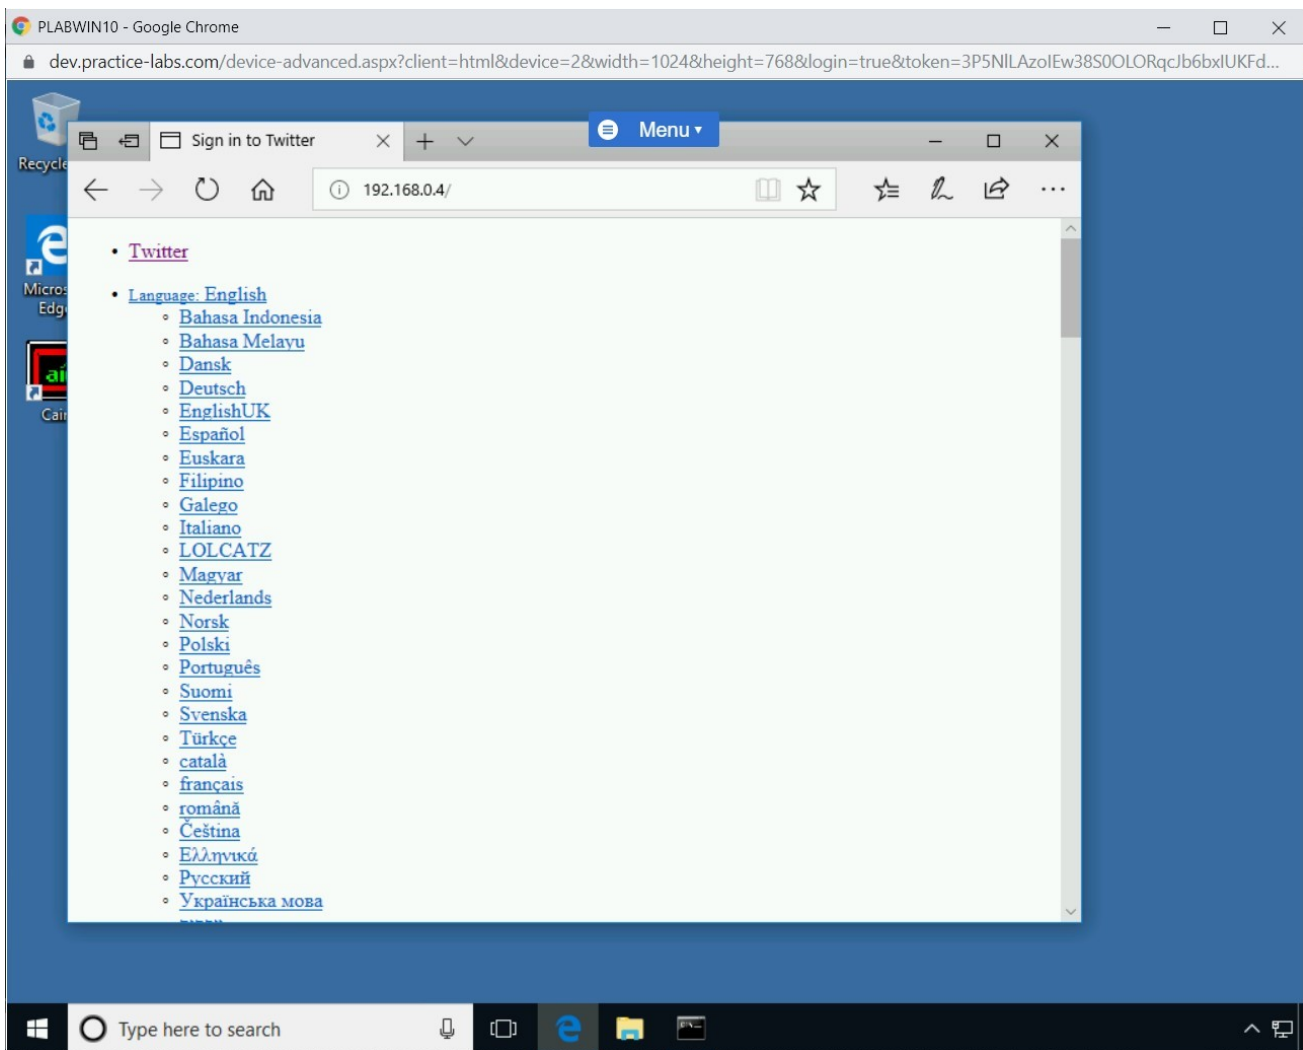 PLABWIN10 - Google Chrome
dev.practice-labs.com/device-advanced.aspx?client=html&device=2&width=1024&height=768&login=true&token=3P5NlLAzoIEw38S0OLORqcJb6bxIUKFd...
Menu
Sign in to Twitter
Recycle
192.168.0.4/
Twitter
Language: English
Micros
Edg
Bahasa Indonesia
Bahasa Melayu
Dansk
Deutsch
Cain
EnglishUK
Español
Euskara
Filipino
Galego
Italiano
LOLCATZ
Magyar
Nederlands
Norsk
Polski
Português
Suomi
Svenska
Türkçe
català
français
română
Čeština
Ελληνικά
Русский
Українська мова
Type here to search